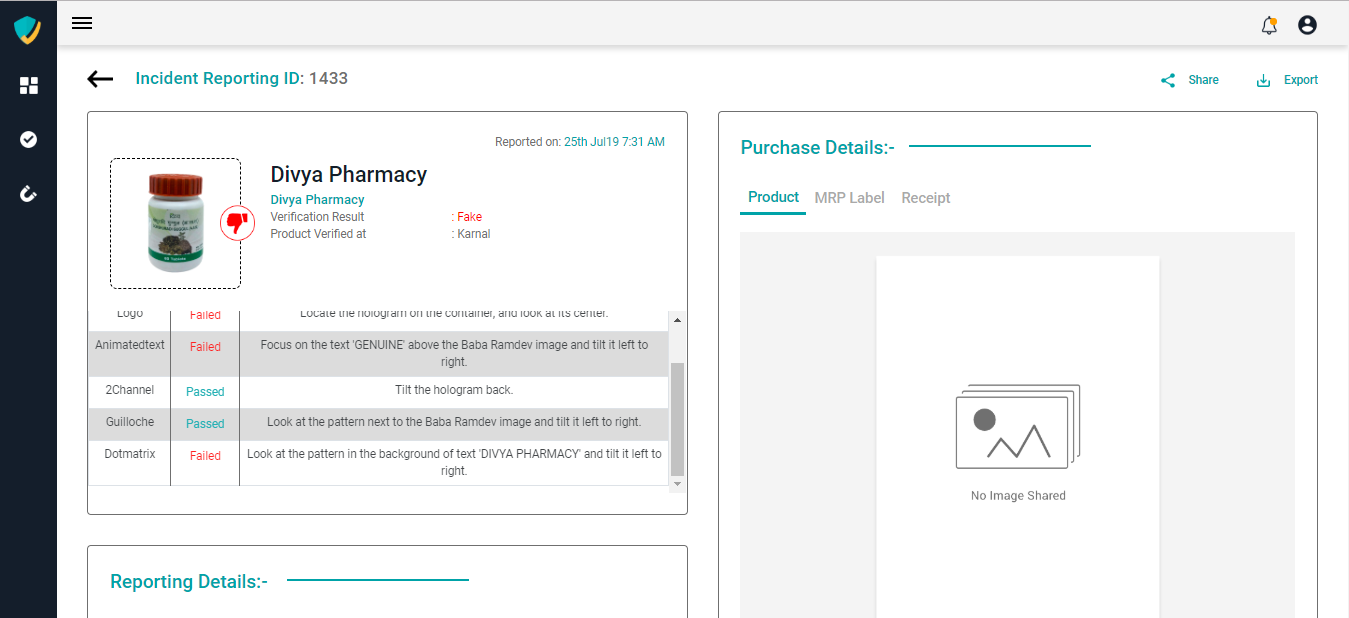 Incident Reporting ID: 1433
Share
Export
Reported on: 25th Jul19 7:31 AM
Divya Pharmacy
Divya Pharmacy
Verification Result : Fake
Product Verified at : Karnal
Logo Failed Locate the hologram on the container, and look at its center.
Animatedtext Failed Focus on the text 'GENUINE' above the Baba Ramdev image and tilt it left to
right.
2Channel Passed Tilt the hologram back.
Guilloche Passed Look at the pattern next to the Baba Ramdev image and tilt it left to right.
Dotmatrix Failed Look at the pattern in the background of text 'DIVYA PHARMACY' and tilt it left to
right.
Reporting Details:-
Purchase Details:-
Product
MRP Label
Receipt
No Image Shared